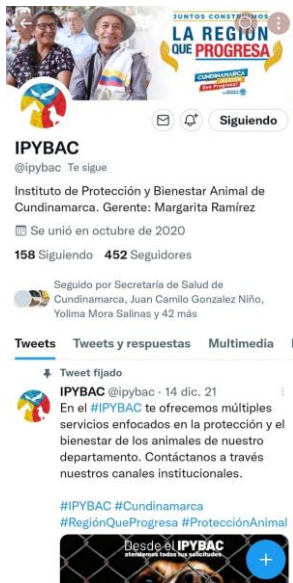 JUNTOS CONSTRUIMOS
LA REGIÓN
QUE PROGRESA
CUNDINAMARCA
¡REGIÓN
Que Progresa!
Siguiendo
IPYBAC
@ipybac Te sigue
Instituto de Protección y Bienestar Animal de
Cundinamarca. Gerente: Margarita Ramírez
Se unió en octubre de 2020
158 Siguiendo 452 Seguidores
Seguido por Secretaría de Salud de
Cundinamarca, Juan Camilo Gonzalez Niño,
Yolima Mora Salinas y 42 más
Tweets Tweets y respuestas Multimedia
Tweet fijado
IPYBAC @ipybac · 14 dic. 21
En el #IPYBAC te ofrecemos múltiples
servicios enfocados en la protección y el
bienestar de los animales de nuestro
departamento. Contáctanos a través
nuestros canales institucionales.
#IPYBAC #Cundinamarca
#RegiónQueProgresa #ProtecciónAnimal
Desde el IPYBAC
atendemos todas tus solicitudes